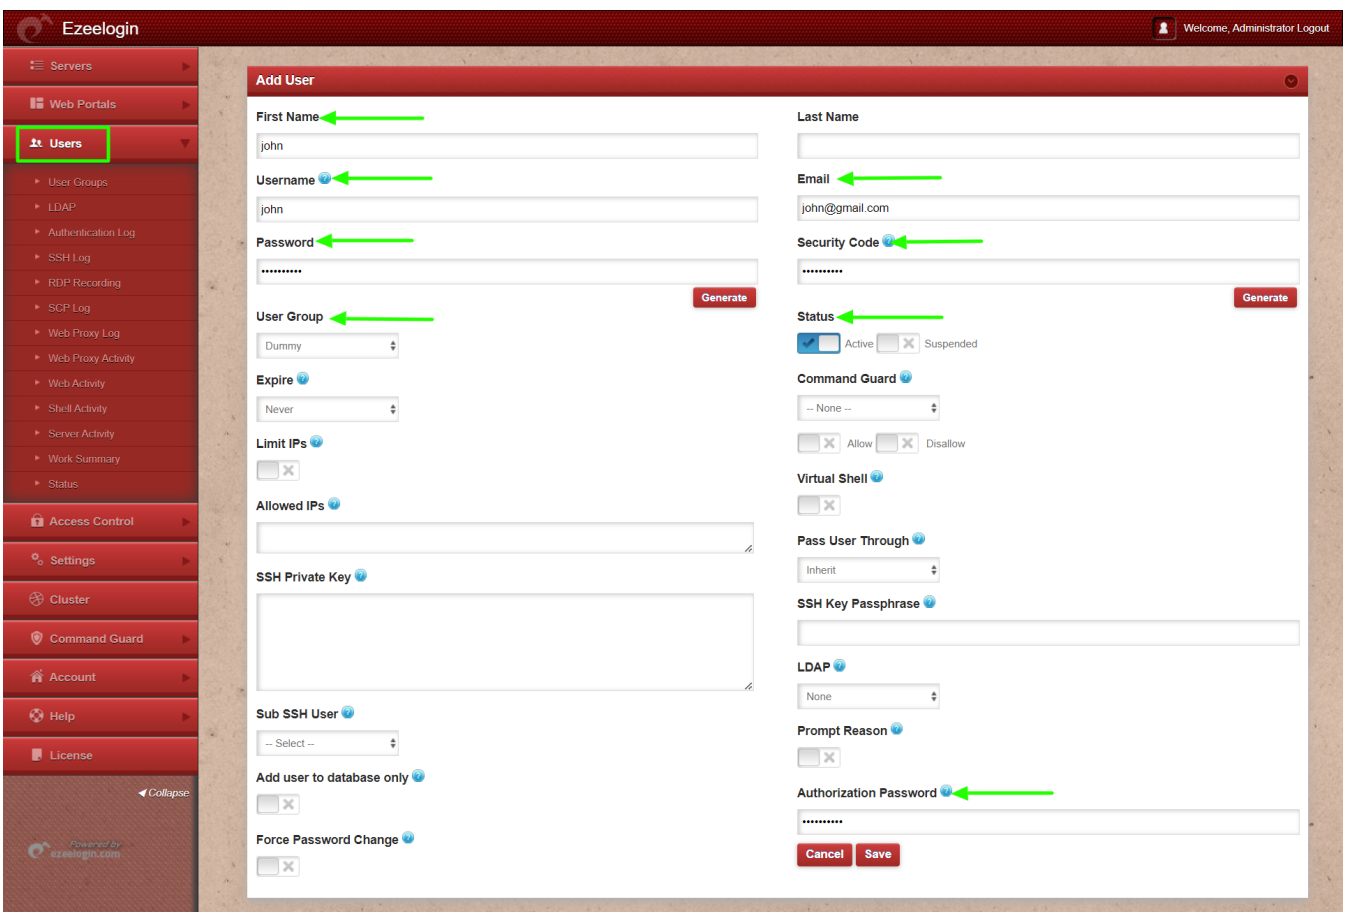 Ezeelogin
Welcome, Administrator Logout
Servers
Web Portals
Users
User Groups
LDAP
Authentication Log
SSH Log
RDP Recording
SCP Log
Web Proxy Log
Web Proxy Activity
Web Activity
Shell Activity
Server Activity
Work Summary
Status
Access Control
Settings
Cluster
Command Guard
Account
Help
License
Collapse
Powered by
ezeelogin.com
Add User
First Name
john
Last Name
Username
john
Email
john@gmail.com
Password
••••••••••
Generate
Security Code
••••••••••
Generate
User Group
Dummy
Status
Active Suspended
Expire
Never
Command Guard
-- None --
Allow Disallow
Limit IPs
Virtual Shell
Allowed IPs
Pass User Through
Inherit
SSH Private Key
SSH Key Passphrase
LDAP
None
Sub SSH User
-- Select --
Prompt Reason
Add user to database only
Authorization Password
••••••••••
Force Password Change
Cancel Save